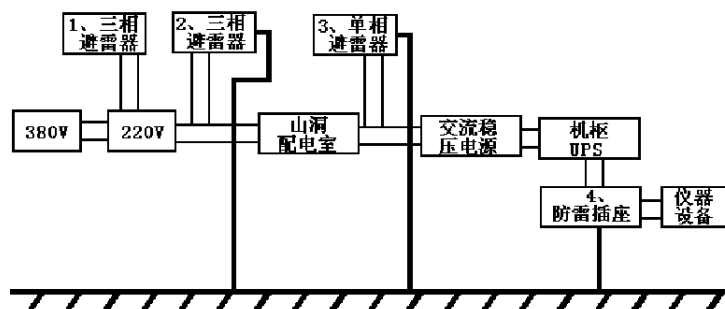 1、三相
避雷器
2、三相
避雷器
3、单相
避雷器
380V
220V
山洞
配电室
交流稳
压电源
机枢
UPS
4、
防雷插座
仪器
设备